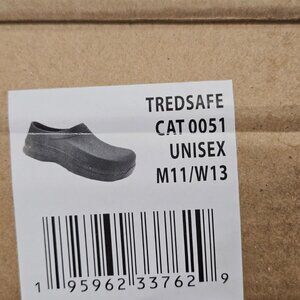 TREDSAFE
CAT 0051
UNISEX
M11/W13
1 95962 33762 9